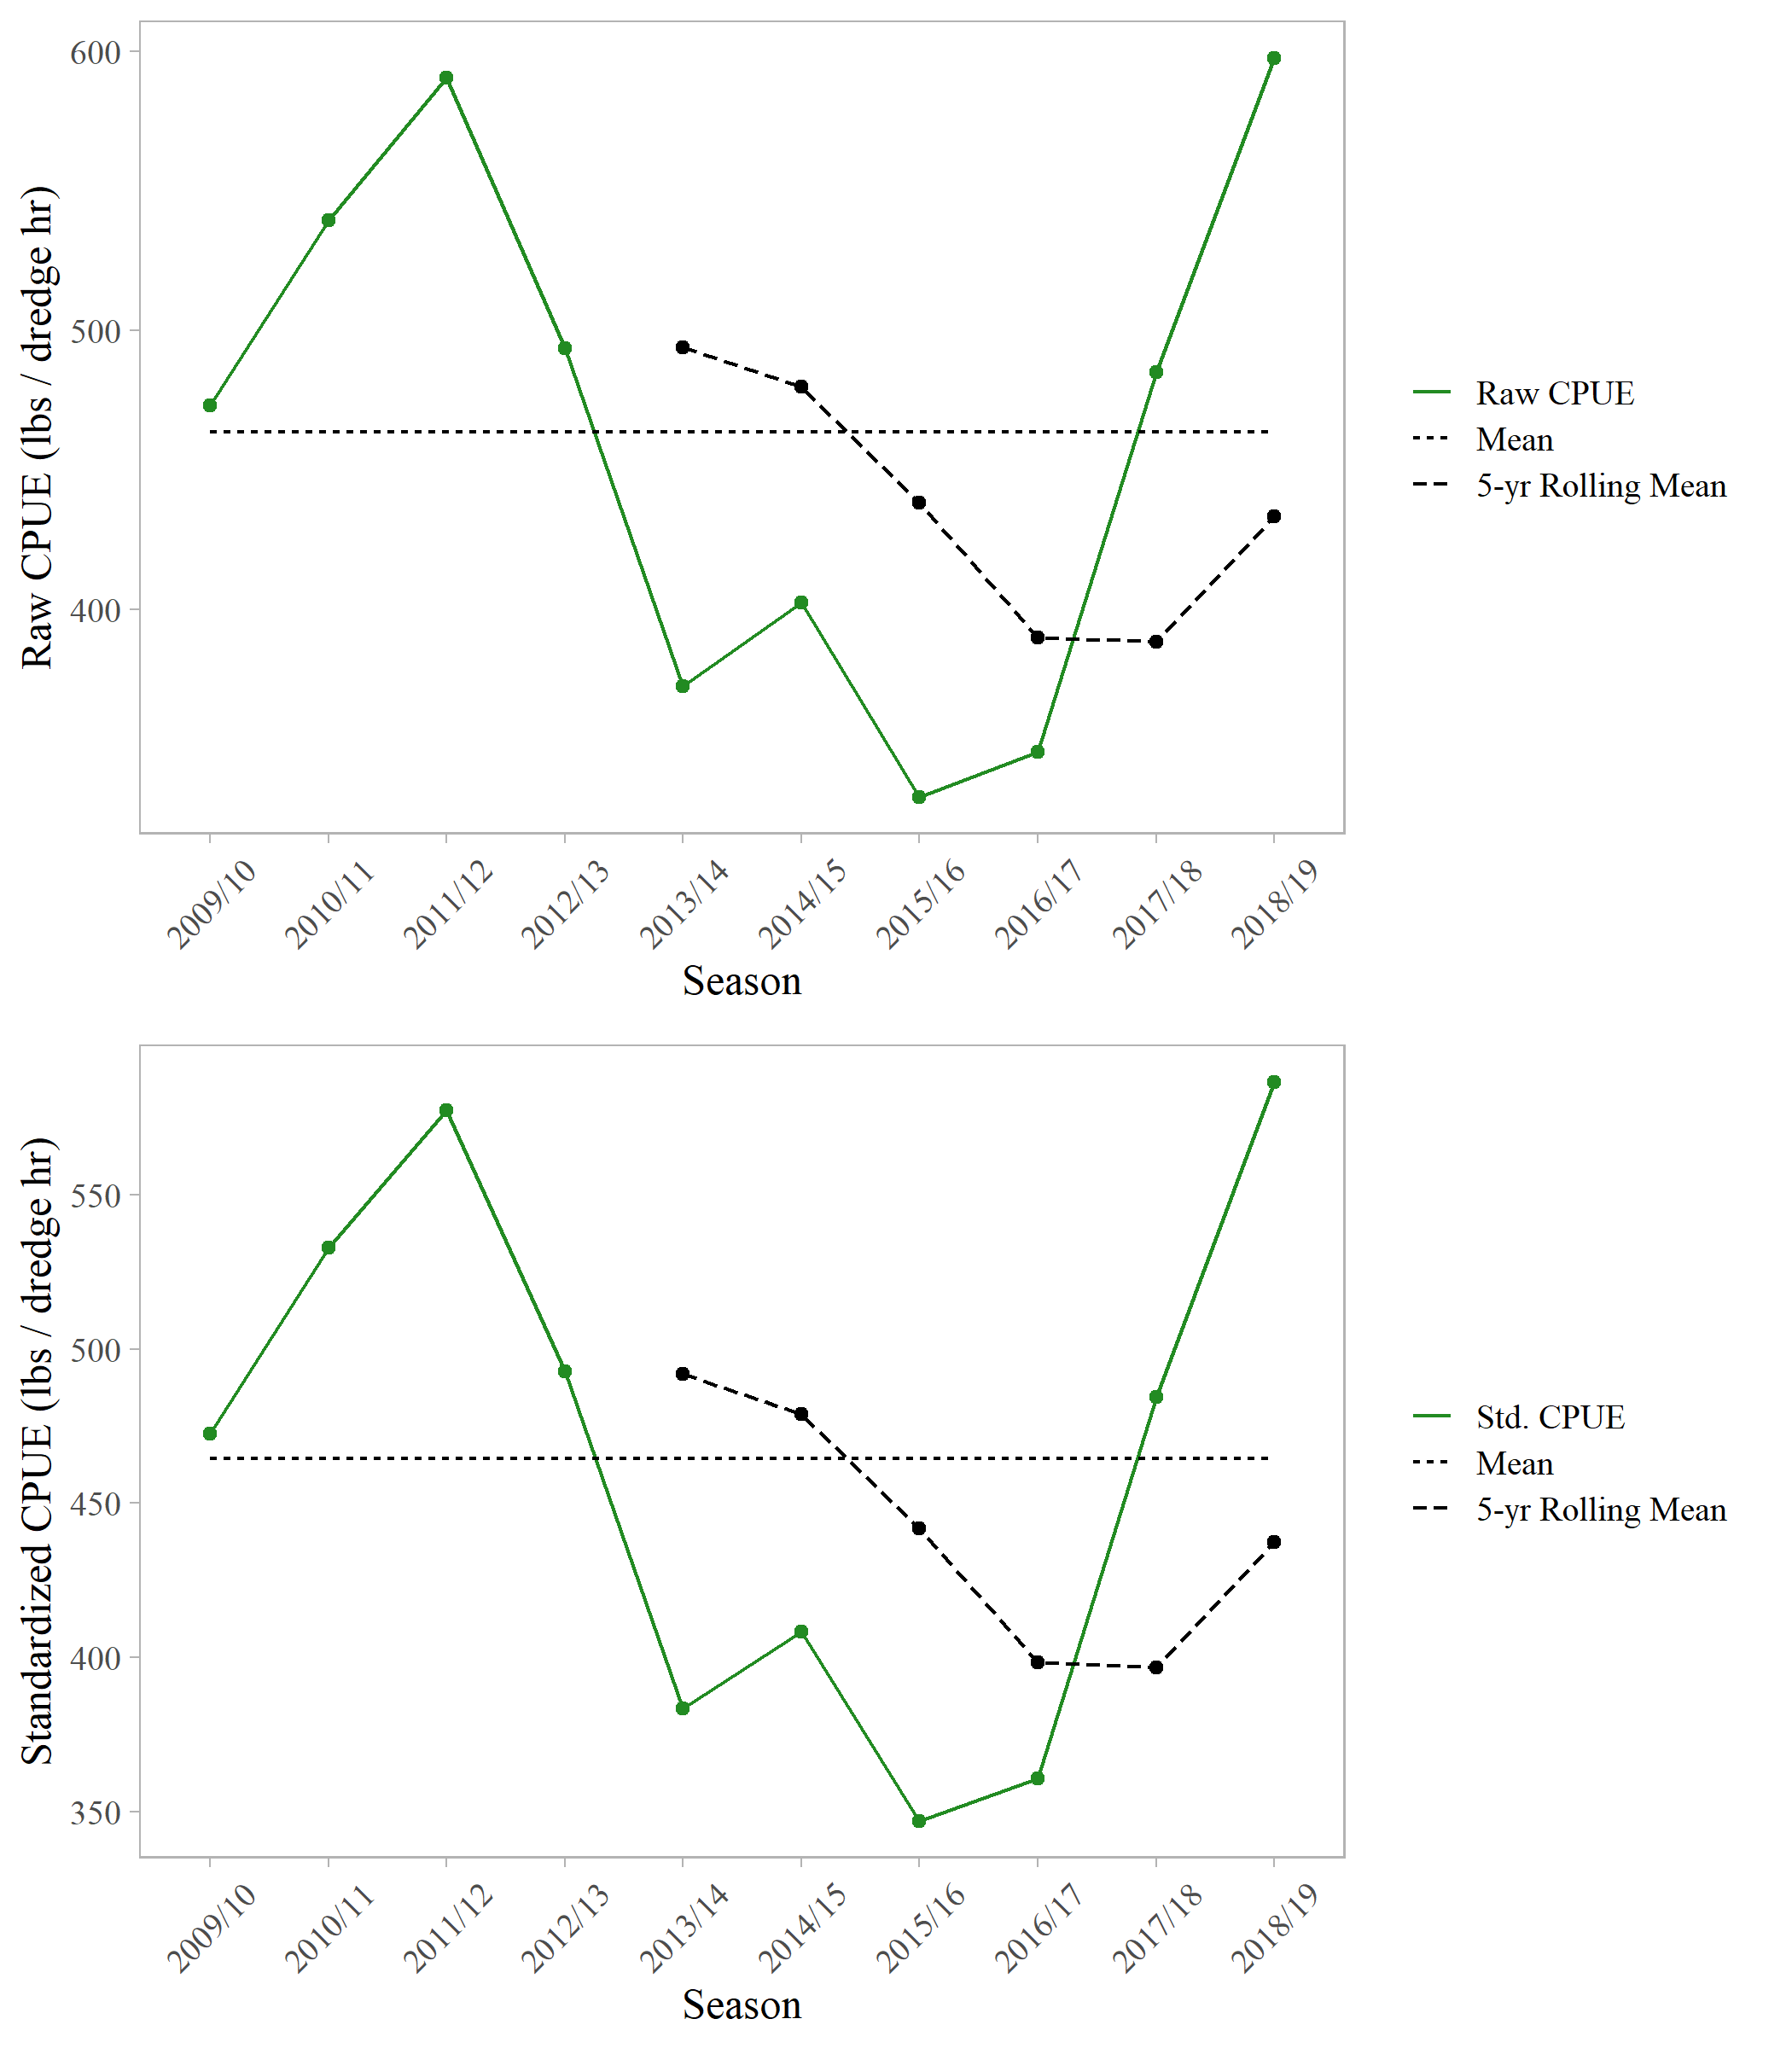 Raw CPUE (lbs / dredge hr)
600
500
400
2009/10
2010/11
2011/12
2012/13
2013/14
2014/15
2015/16
2016/17
2017/18
2018/19
Season
Raw CPUE
Mean
5-yr Rolling Mean
Standardized CPUE (lbs / dredge hr)
550
500
450
400
350
2009/10
2010/11
2011/12
2012/13
2013/14
2014/15
2015/16
2016/17
2017/18
2018/19
Season
Std. CPUE
Mean
5-yr Rolling Mean